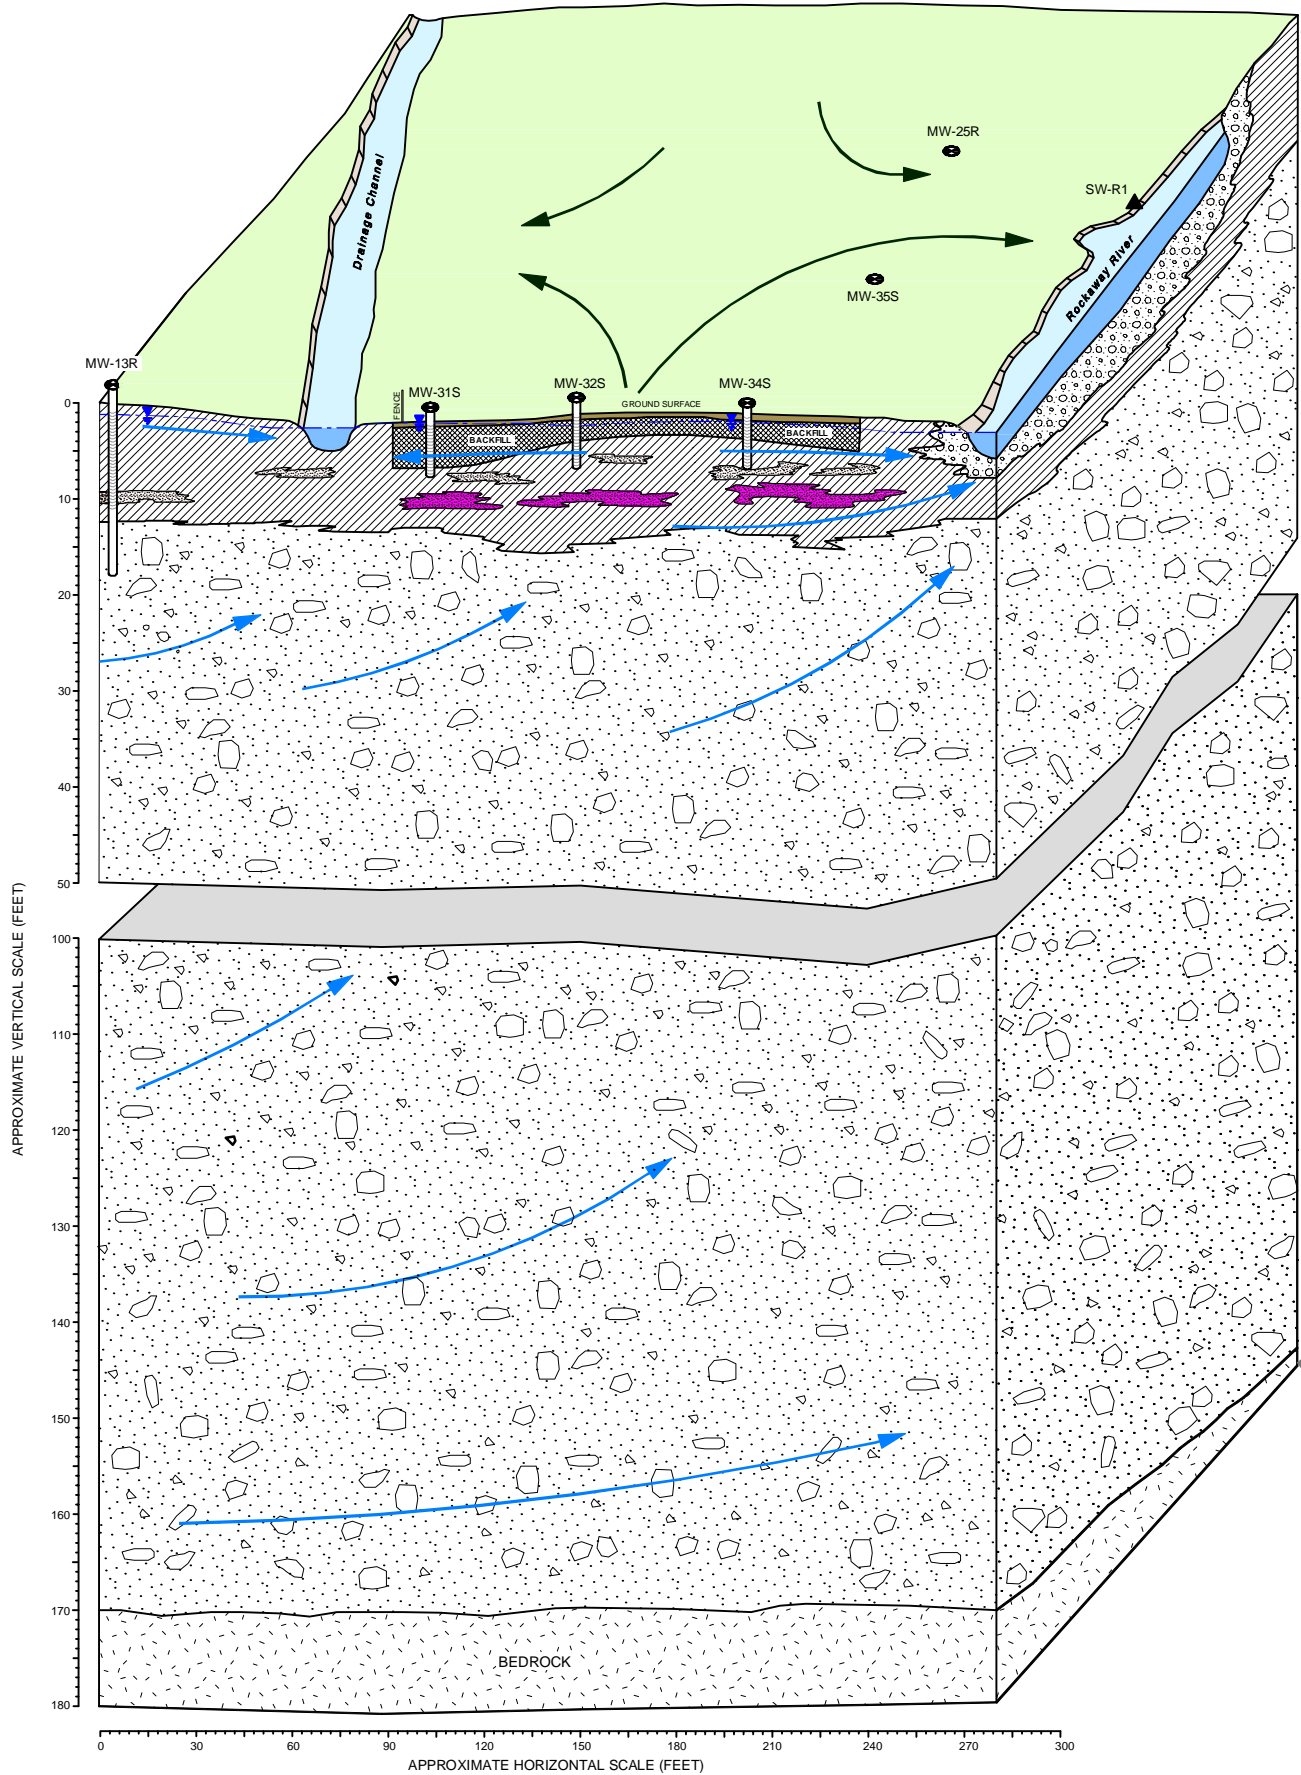 MW-25R
SW-R1
Drainage Channel
Rockaway River
MW-35S
MW-13R
MW-31S
MW-32S
MW-34S
FENCE
GROUND SURFACE
BACKFILL
BACKFILL
0
10
20
30
40
50
100
110
120
130
140
150
160
170
180
APPROXIMATE VERTICAL SCALE (FEET)
BEDROCK
0 30 60 90 120 150 180 210 240 270 300
APPROXIMATE HORIZONTAL SCALE (FEET)